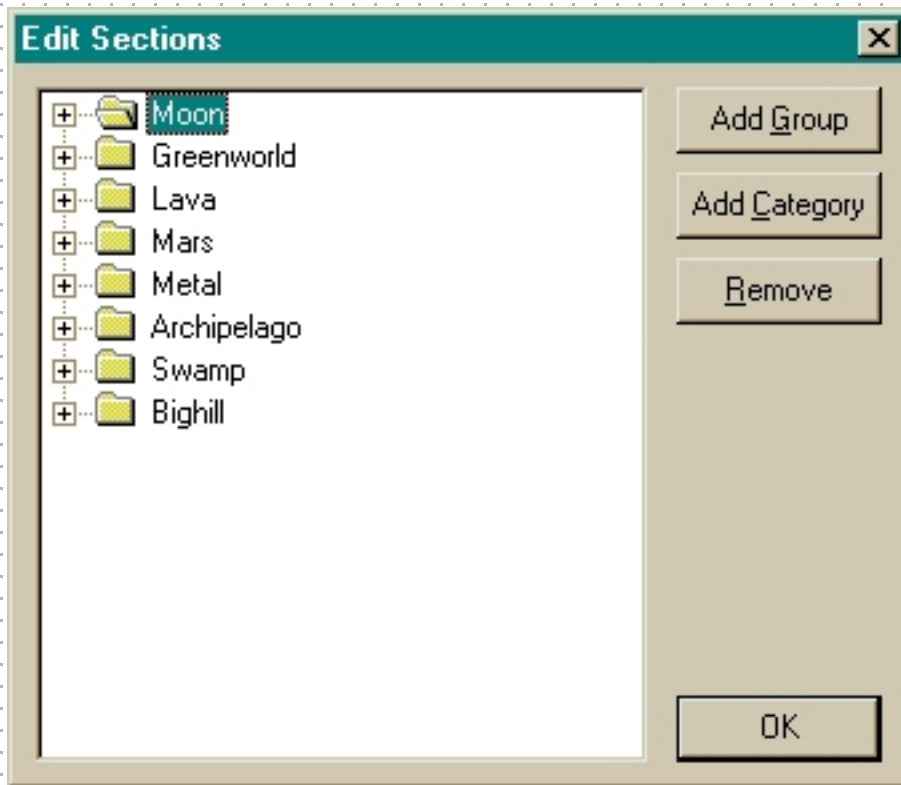 Edit Sections
Moon
Greenworld
Lava
Mars
Metal
Archipelago
Swamp
Bighill
Add Group
Add Category
Remove
OK